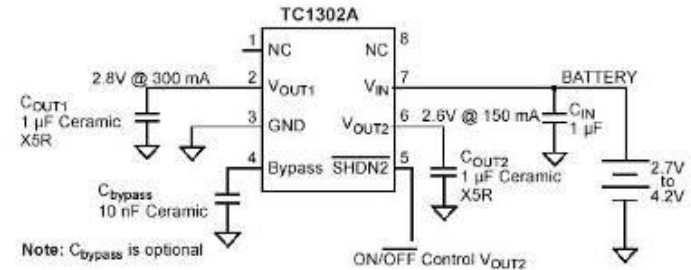 TC1302A
1 NC
NC 8
2.8V @ 300 mA 2 VOUT1
VIN 7 BATTERY
COUT1
1 µF Ceramic
X5R
3 GND
VOUT2 6 2.6V @ 150 mA
CIN
1 µF
4 Bypass
SHDN2 5
COUT2
1 µF Ceramic
X5R
2.7V
to
4.2V
Cbypass
10 nF Ceramic
Note: Cbypass is optional
ON/OFF Control VOUT2